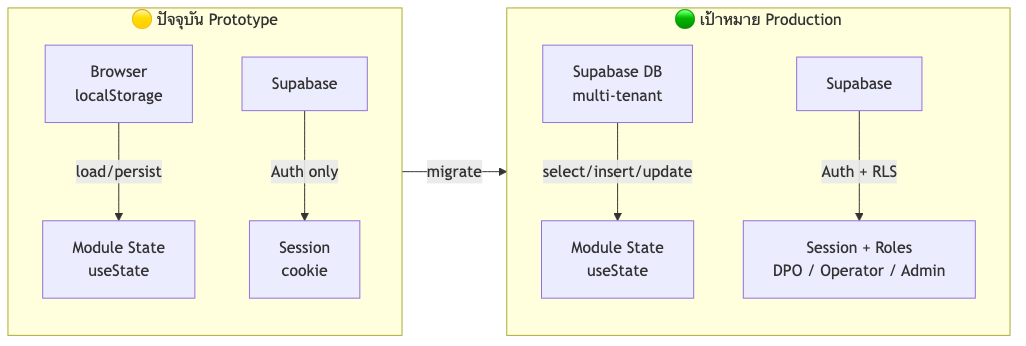 🟡 ปัจจุบัน Prototype
Browser
localStorage
Supabase
load/persist
Auth only
Module State
useState
Session
cookie
migrate
🟢 เป้าหมาย Production
Supabase DB
multi-tenant
Supabase
select/insert/update
Auth + RLS
Module State
useState
Session + Roles
DPO / Operator / Admin